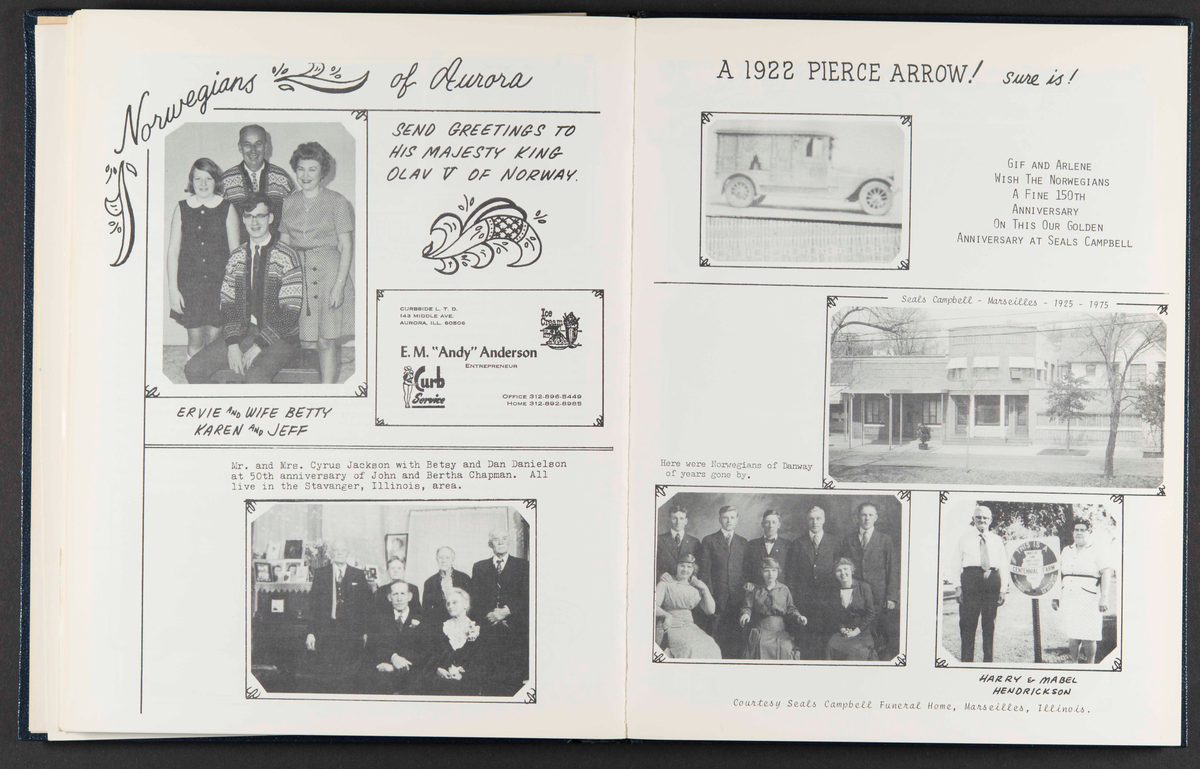 Norwegians of Aurora
SEND GREETINGS TO
HIS MAJESTY KING
OLAV V OF NORWAY.
CURBSIDE L. T. D.
143 MIDDLE AVE.
AURORA, ILL. 60506
Ice
Cream
E. M. "Andy" Anderson
ENTREPRENEUR
Curb
Service
OFFICE 312-896-5449
HOME 312-892-8985
ERVIE AND WIFE BETTY
KAREN AND JEFF
Mr. and Mrs. Cyrus Jackson with Betsy and Dan Danielson
at 50th anniversary of John and Bertha Chapman. All
live in the Stavanger, Illinois, area.
A 1922 PIERCE ARROW! SURE IS!
GIF AND ARLENE
WISH THE NORWEGIANS
A FINE 150TH
ANNIVERSARY
ON THIS OUR GOLDEN
ANNIVERSARY AT SEALS CAMPBELL
Seals Campbell - Marseilles - 1925 - 1975
Here were Norwegians of Danway
of years gone by.
THIS IS A
CENTENNIAL FARM
HARRY & MABEL
HENDRICKSON
Courtesy Seals Campbell Funeral Home, Marseilles, Illinois.